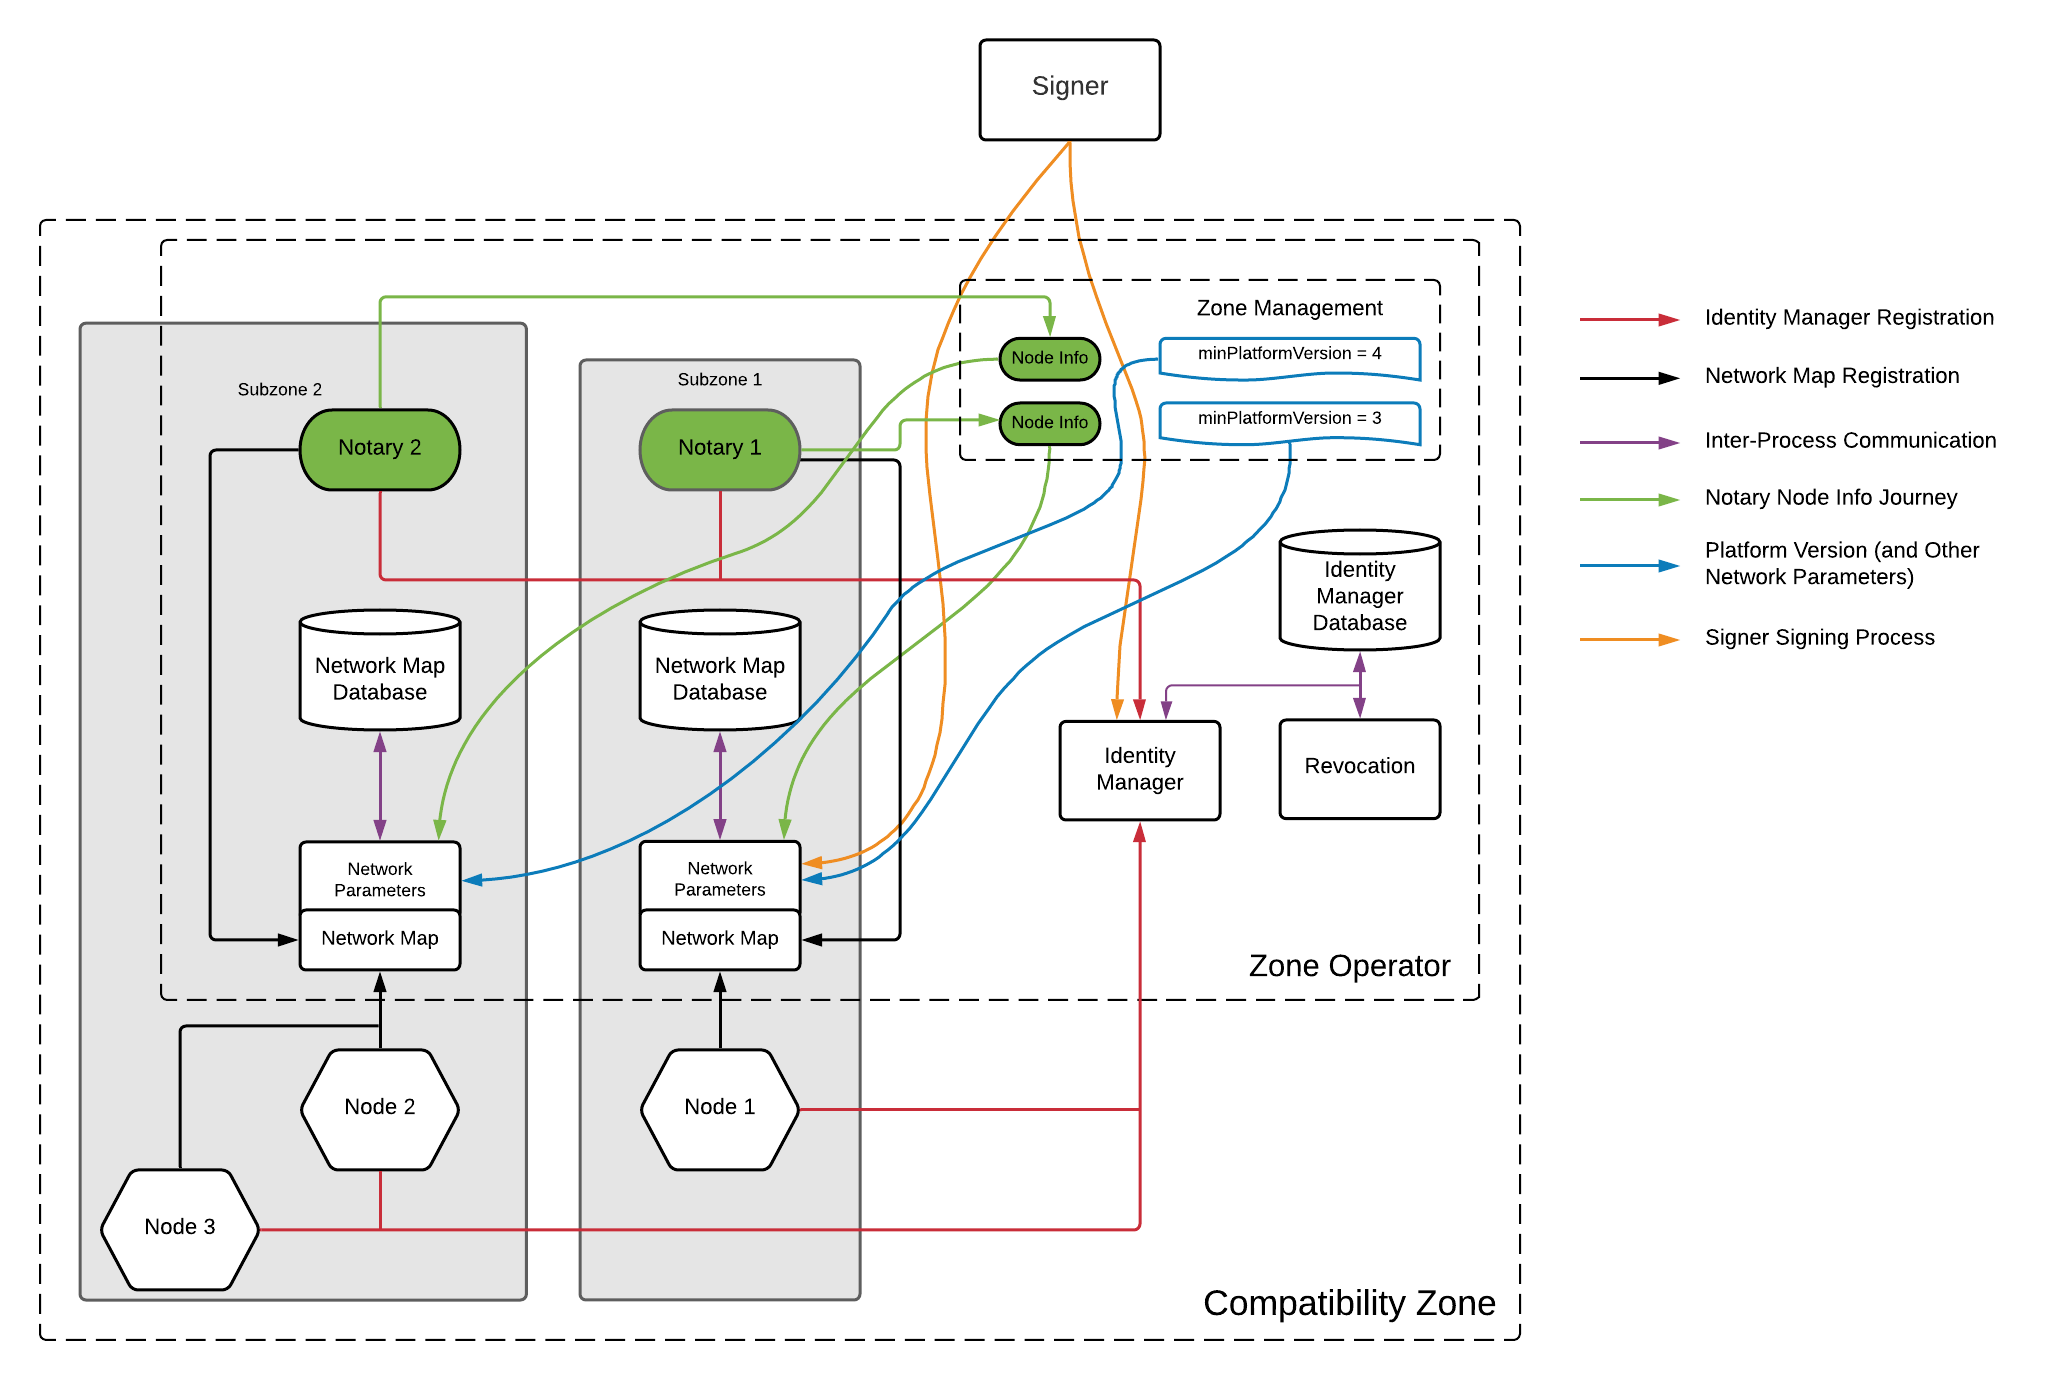 Signer
Zone Management
Node Info
minPlatformVersion = 4
Node Info
minPlatformVersion = 3
Subzone 2
Subzone 1
Notary 2
Notary 1
Network Map
Database
Network Map
Database
Identity
Manager
Database
Identity
Manager
Revocation
Network
Parameters
Network Map
Network
Parameters
Network Map
Zone Operator
Node 2
Node 1
Node 3
Compatibility Zone
Identity Manager Registration
Network Map Registration
Inter-Process Communication
Notary Node Info Journey
Platform Version (and Other
Network Parameters)
Signer Signing Process